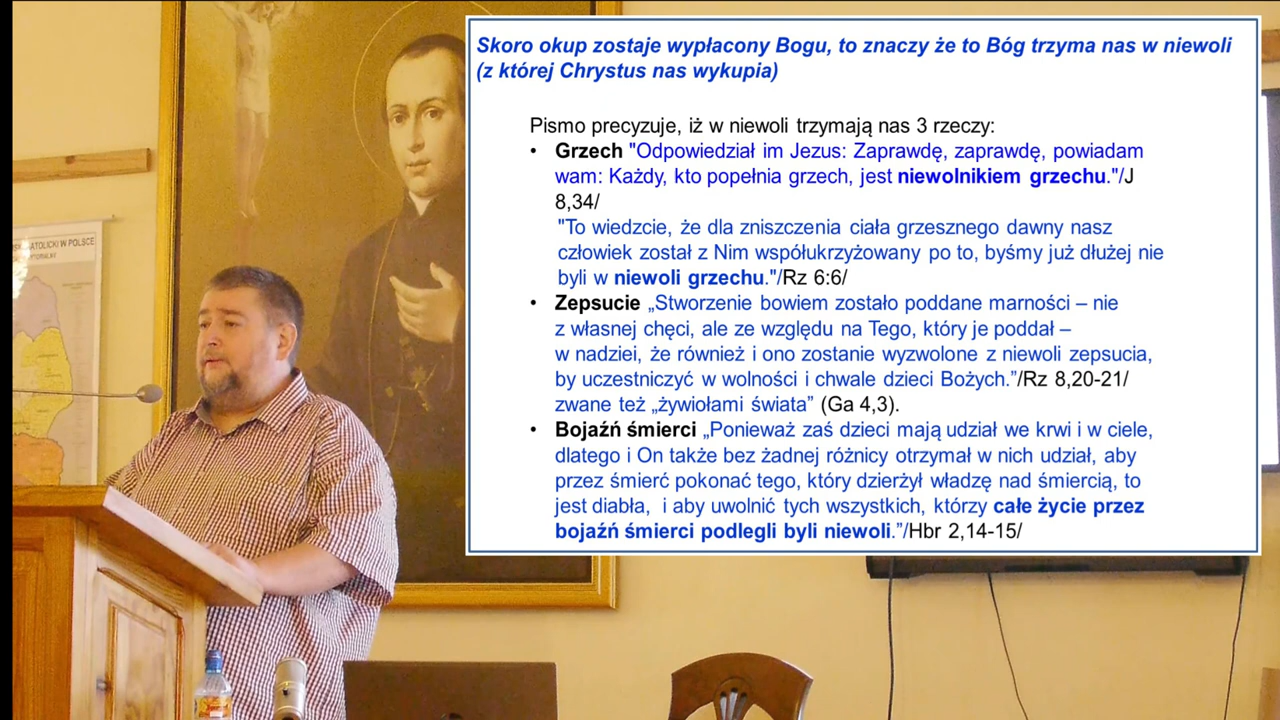 Skoro okup zostaje wypłacony Bogu, to znaczy że to Bóg trzyma nas w niewoli
(z której Chrystus nas wykupia)
Pismo precyzuje, iż w niewoli trzymają nas 3 rzeczy:
• Grzech "Odpowiedział im Jezus: Zaprawdę, zaprawdę, powiadam
wam: Każdy, kto popełnia grzech, jest niewolnikiem grzechu."/J
8,34/
"To wiedzcie, że dla zniszczenia ciała grzesznego dawny nasz
człowiek został z Nim współukrzyżowany po to, byśmy już dłużej nie
byli w niewoli grzechu."/Rz 6:6/
• Zepsucie „Stworzenie bowiem zostało poddane marności – nie
z własnej chęci, ale ze względu na Tego, który je poddał –
w nadziei, że również i ono zostanie wyzwolone z niewoli zepsucia,
by uczestniczyć w wolności i chwale dzieci Bożych.”/Rz 8,20-21/
zwane też „żywiołami świata” (Ga 4,3).
• Bojaźń śmierci „Ponieważ zaś dzieci mają udział we krwi i w ciele,
dlatego i On także bez żadnej różnicy otrzymał w nich udział, aby
przez śmierć pokonać tego, który dzierżył władzę nad śmiercią, to
jest diabła, i aby uwolnić tych wszystkich, którzy całe życie przez
bojaźń śmierci podlegli byli niewoli.”/Hbr 2,14-15/
ATOLICKI W POLSCE